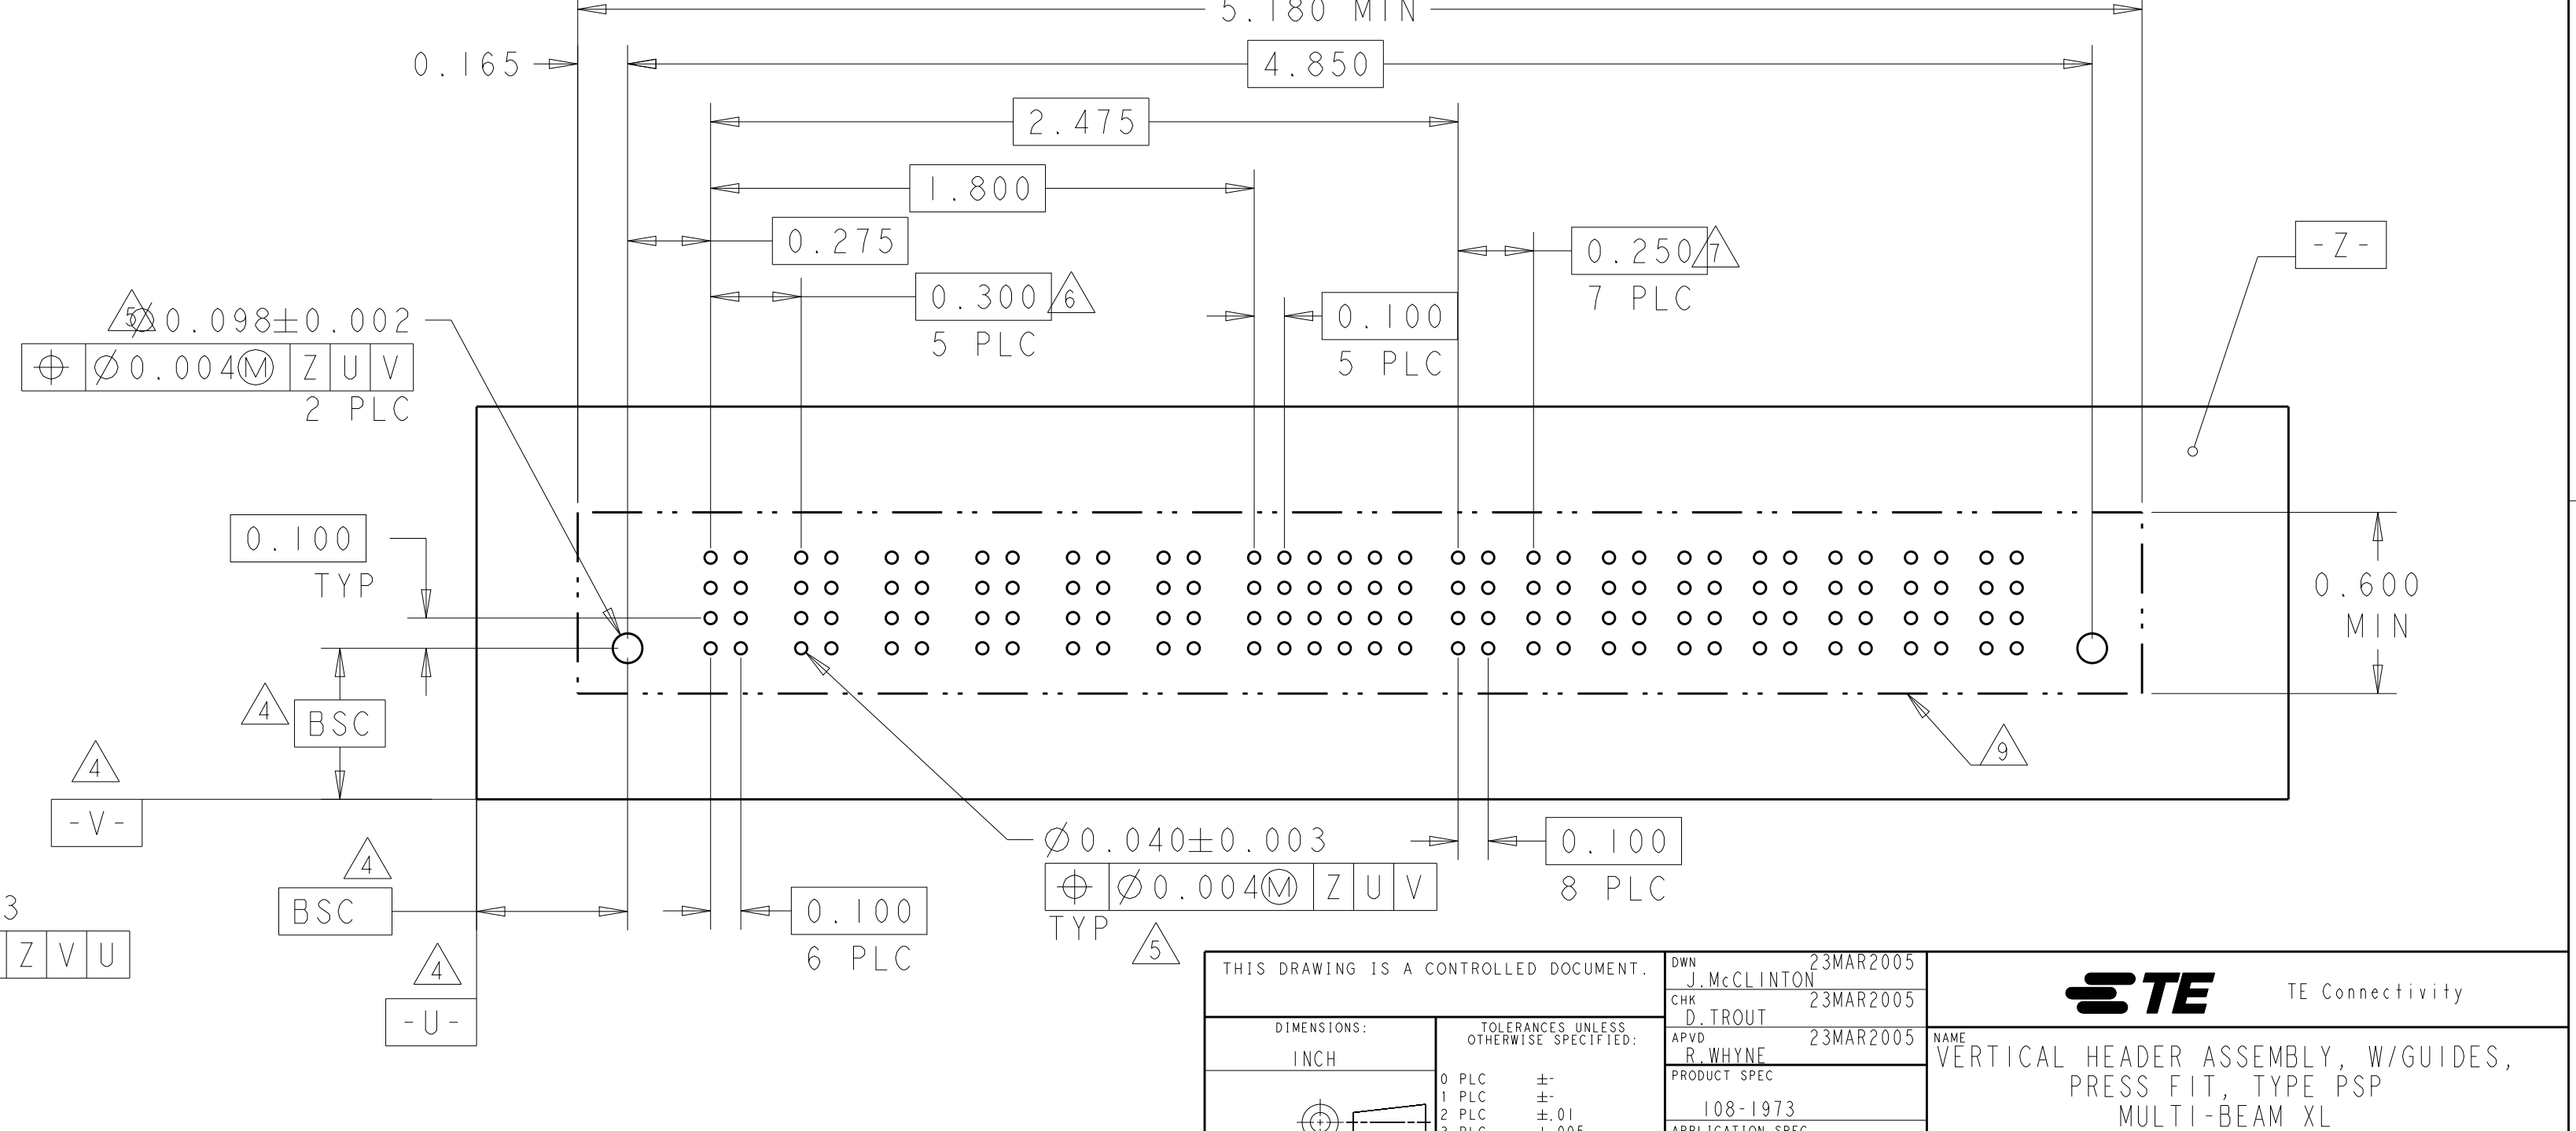 5.180 MIN
0.165
4.850
2.475
1.800
0.275
0.250 7
7 PLC
-Z-
0.300 6
5 PLC
0.100
5 PLC
5 Ø0.098±0.002
⌖ Ø0.004Ⓜ Z U V
2 PLC
0.100
TYP
0.600
MIN
4
BSC
4
-V-
9
Ø0.040±0.003
⌖ Ø0.004Ⓜ Z U V
TYP
5
0.100
8 PLC
4
BSC
0.100
6 PLC
3
Z V U
4
-U-
THIS DRAWING IS A CONTROLLED DOCUMENT.
DWN 23MAR2005
J.McCLINTON
CHK 23MAR2005
D.TROUT
APVD 23MAR2005
R.WHYNE
TE TE Connectivity
DIMENSIONS:
INCH
TOLERANCES UNLESS
OTHERWISE SPECIFIED:
0 PLC ±-
1 PLC ±-
2 PLC ±.01
3 PLC ±.005
PRODUCT SPEC
108-1973
APPLICATION SPEC
NAME
VERTICAL HEADER ASSEMBLY, W/GUIDES,
PRESS FIT, TYPE PSP
MULTI-BEAM XL